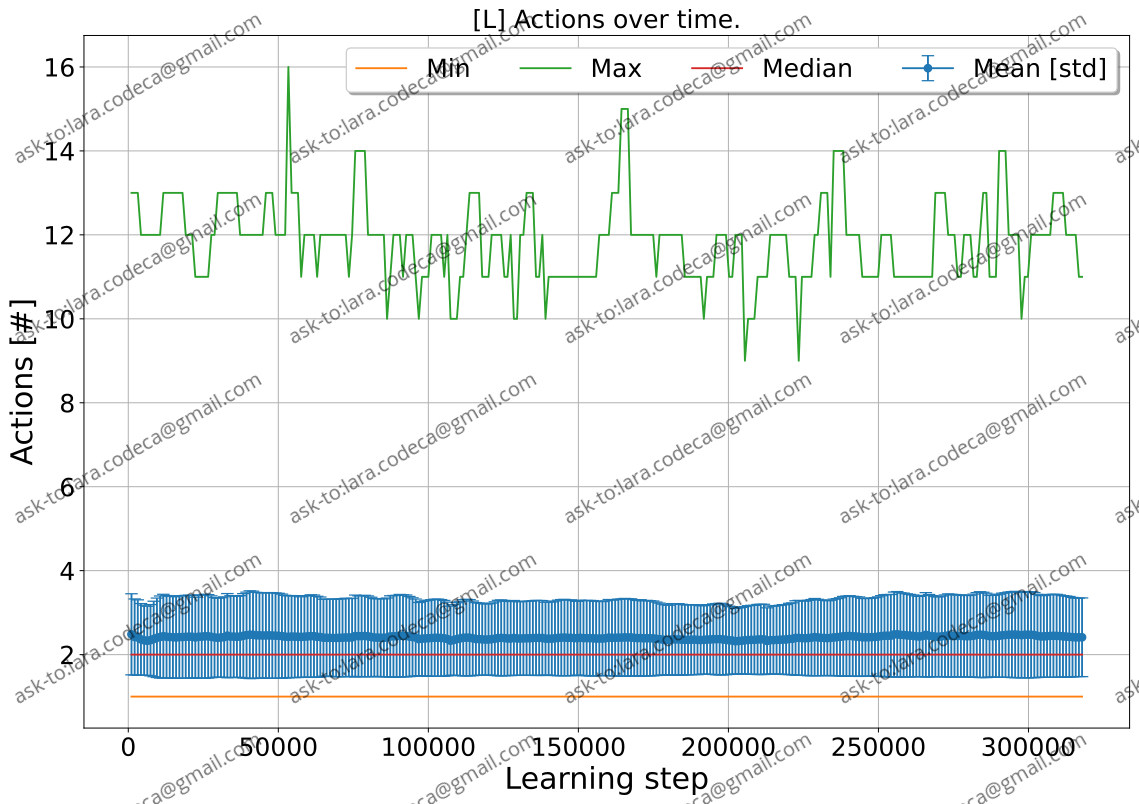 [L] Actions over time.
Min
Max
Median
Mean [std]
16
14
12
10
8
6
4
2
Actions [#]
0
50000
100000
150000
200000
250000
300000
Learning step
ask-to:lara.codeca@gmail.com